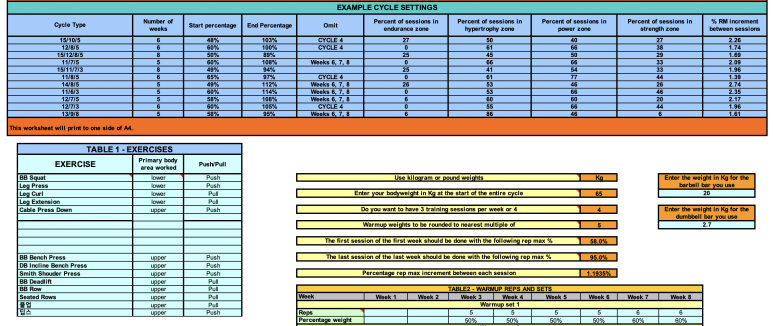 EXAMPLE CYCLE SETTINGS
Cycle Type Number of weeks Start percentage End Percentage Omit Percent of sessions in endurance zone Percent of sessions in hypertrophy zone Percent of sessions in power zone Percent of sessions in strength zone % RM increment between sessions
15/10/5 6 48% 103% CYCLE 4 27 50 40 27 2.26
12/8/5 6 60% 100% CYCLE 4 0 61 66 38 1.74
15/12/8/5 8 50% 89% 25 45 50 29 1.69
11/7/5 5 60% 108% Weeks 6, 7, 8 0 66 66 33 2.09
15/11/7/3 8 49% 94% 25 41 54 33 1.96
11/8/5 6 65% 97% CYCLE 4 0 61 77 44 1.39
14/8/5 5 49% 112% Weeks 6, 7, 8 26 53 46 26 2.74
11/6/3 5 60% 114% Weeks 6, 7, 8 0 53 66 46 2.35
12/7/5 5 58% 108% Weeks 6, 7, 8 6 60 60 20 2.17
12/7/3 6 60% 105% CYCLE 4 0 55 66 44 1.96
13/9/8 5 58% 95% Weeks 6, 7, 8 6 86 46 6 1.61
This worksheet will print to one side of A4.
TABLE 1 - EXERCISES
EXERCISE Primary body area worked Push/Pull
BB Squat lower Push
Leg Press lower Push
Leg Curl lower Pull
Leg Extension lower Pull
Cable Press Down upper Push
BB Bench Press upper Push
DB Incline Bench Press upper Push
Smith Shouder Press upper Push
BB Deadlift upper Pull
BB Row upper Pull
Seated Rows upper Pull
풀업 upper Pull
딥스 upper Push
Use kilogram or pound weights Kg
Enter your bodyweight in Kg at the start of the entire cycle 65
Do you want to have 3 training sessions per week or 4 4
Warmup weights to be rounded to nearest multiple of 5
The first session of the first week should be done with the following rep max % 58.0%
The last session of the last week should be done with the following rep max % 95.0%
Percentage rep max increment between each session 1.1935%
Enter the weight in Kg for the barbell bar you use
20
Enter the weight in Kg for the dumbbell bar you use
2.7
TABLE2 - WARMUP REPS AND SETS
Week Week 1 Week 2 Week 3 Week 4 Week 5 Week 6 Week 7 Week 8
Warmup set 1
Reps 5 5 5 5 6 6
Percentage weight 50% 50% 50% 50% 60% 60%